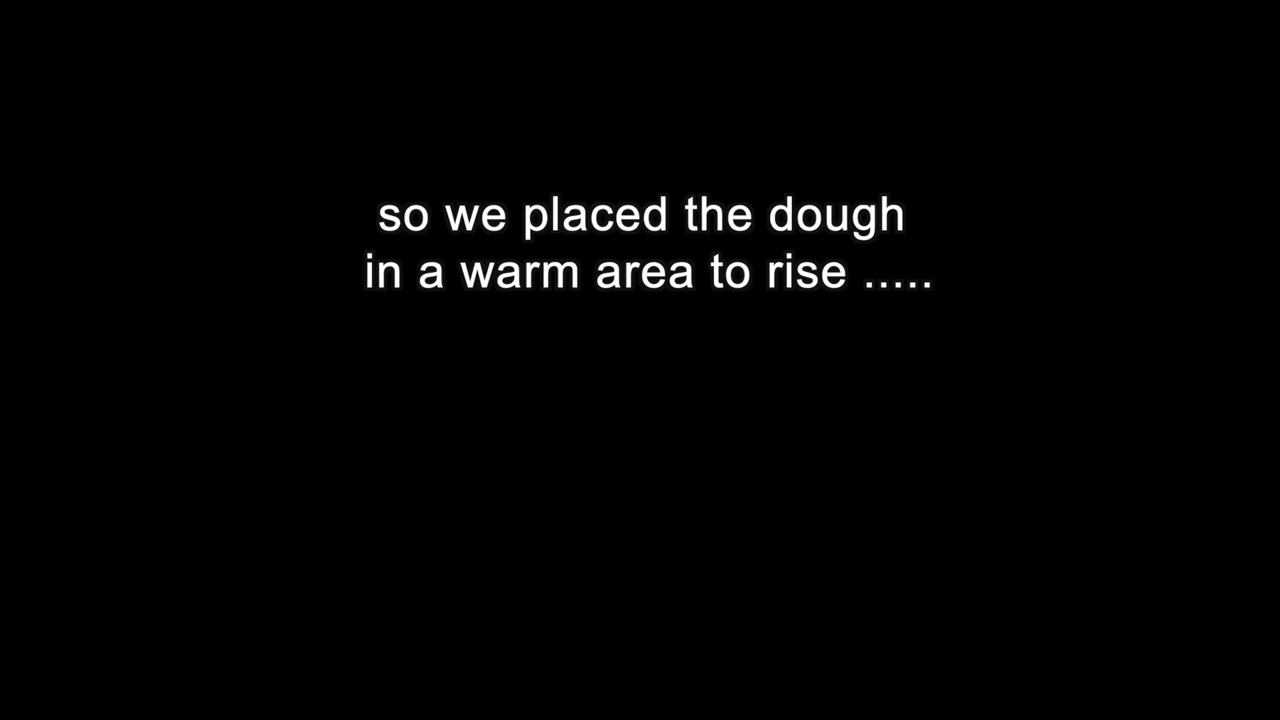 so we placed the dough
in a warm area to rise .....